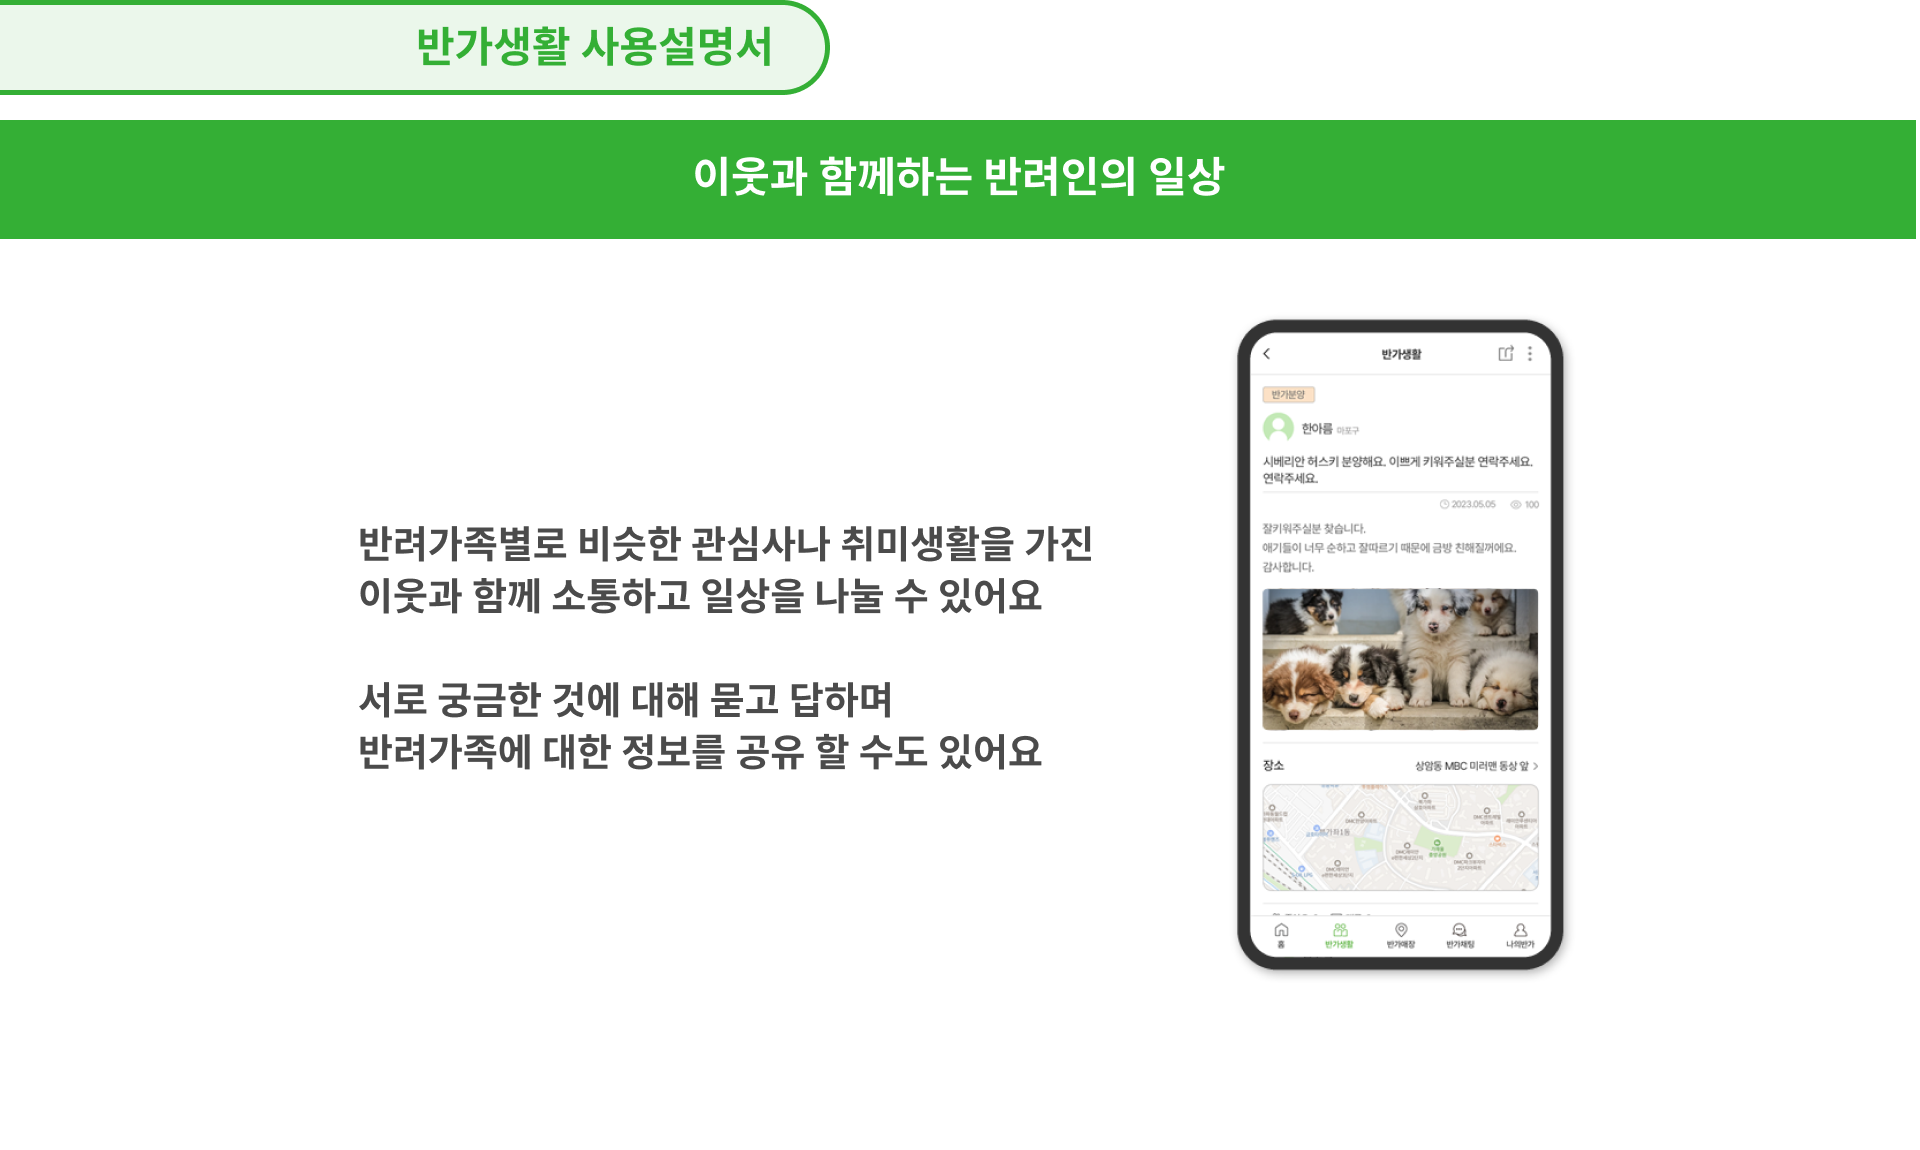 반가생활 사용설명서
이웃과 함께하는 반려인의 일상
반려가족별로 비슷한 관심사나 취미생활을 가진
이웃과 함께 소통하고 일상을 나눌 수 있어요
서로 궁금한 것에 대해 묻고 답하며
반려가족에 대한 정보를 공유 할 수도 있어요
반가생활
반가분양
한아름 마포구
시베리안 허스키 분양해요. 이쁘게 키워주실분 연락주세요.
연락주세요.
2023.05.05 100
잘키워주실분 찾습니다.
애기들이 너무 순하고 잘따르기 때문에 금방 친해질꺼에요.
감사합니다.
장소 상암동 MBC 미러맨 동상 앞
홈 반가생활 반가매장 반가채팅 나의반가